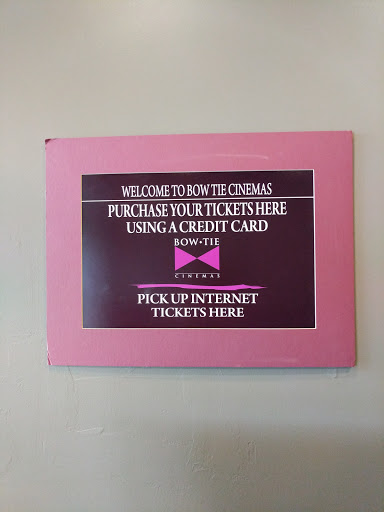 WELCOME TO BOW TIE CINEMAS
PURCHASE YOUR TICKETS HERE
USING A CREDIT CARD
BOW•TIE
CINEMAS
PICK UP INTERNET
TICKETS HERE